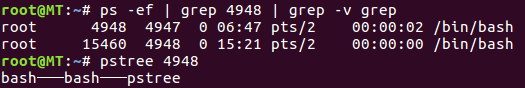 root@MT:~# ps -ef | grep 4948 | grep -v grep
root      4948  4947  0 06:47 pts/2    00:00:02 /bin/bash
root     15460  4948  0 15:21 pts/2    00:00:00 /bin/bash
root@MT:~# pstree 4948
bash───bash───pstree